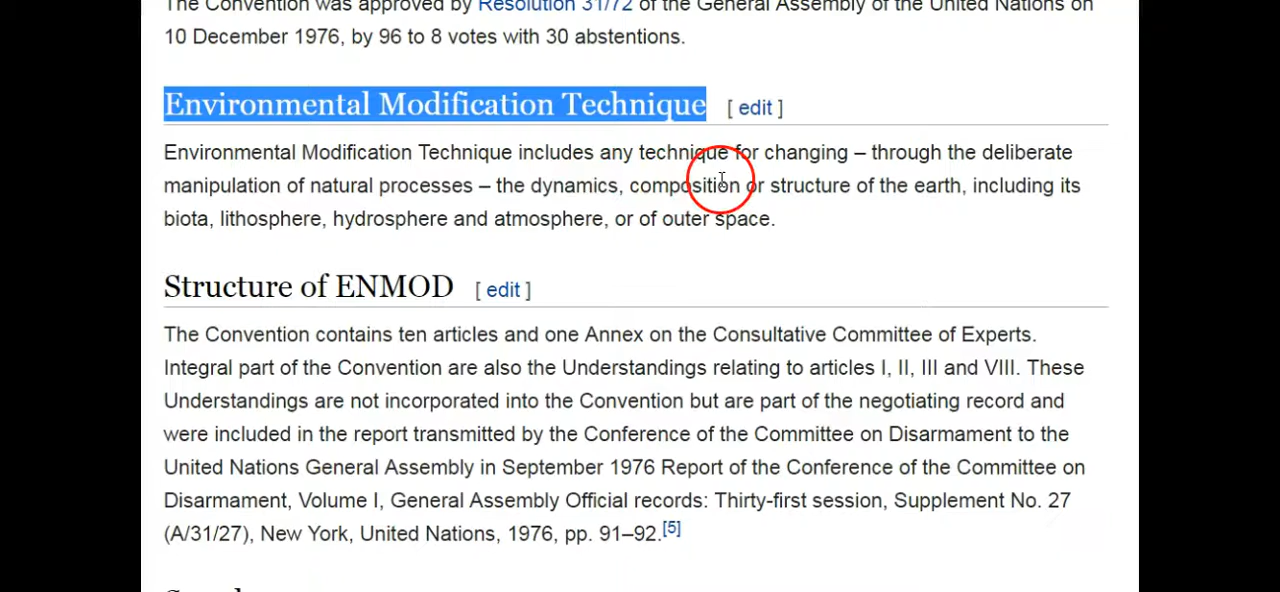 The Convention was approved by Resolution 31/72 of the General Assembly of the United Nations on
10 December 1976, by 96 to 8 votes with 30 abstentions.
Environmental Modification Technique [ edit ]
Environmental Modification Technique includes any technique for changing – through the deliberate
manipulation of natural processes – the dynamics, composition or structure of the earth, including its
biota, lithosphere, hydrosphere and atmosphere, or of outer space.
Structure of ENMOD [ edit ]
The Convention contains ten articles and one Annex on the Consultative Committee of Experts.
Integral part of the Convention are also the Understandings relating to articles I, II, III and VIII. These
Understandings are not incorporated into the Convention but are part of the negotiating record and
were included in the report transmitted by the Conference of the Committee on Disarmament to the
United Nations General Assembly in September 1976 Report of the Conference of the Committee on
Disarmament, Volume I, General Assembly Official records: Thirty-first session, Supplement No. 27
(A/31/27), New York, United Nations, 1976, pp. 91–92.[5]